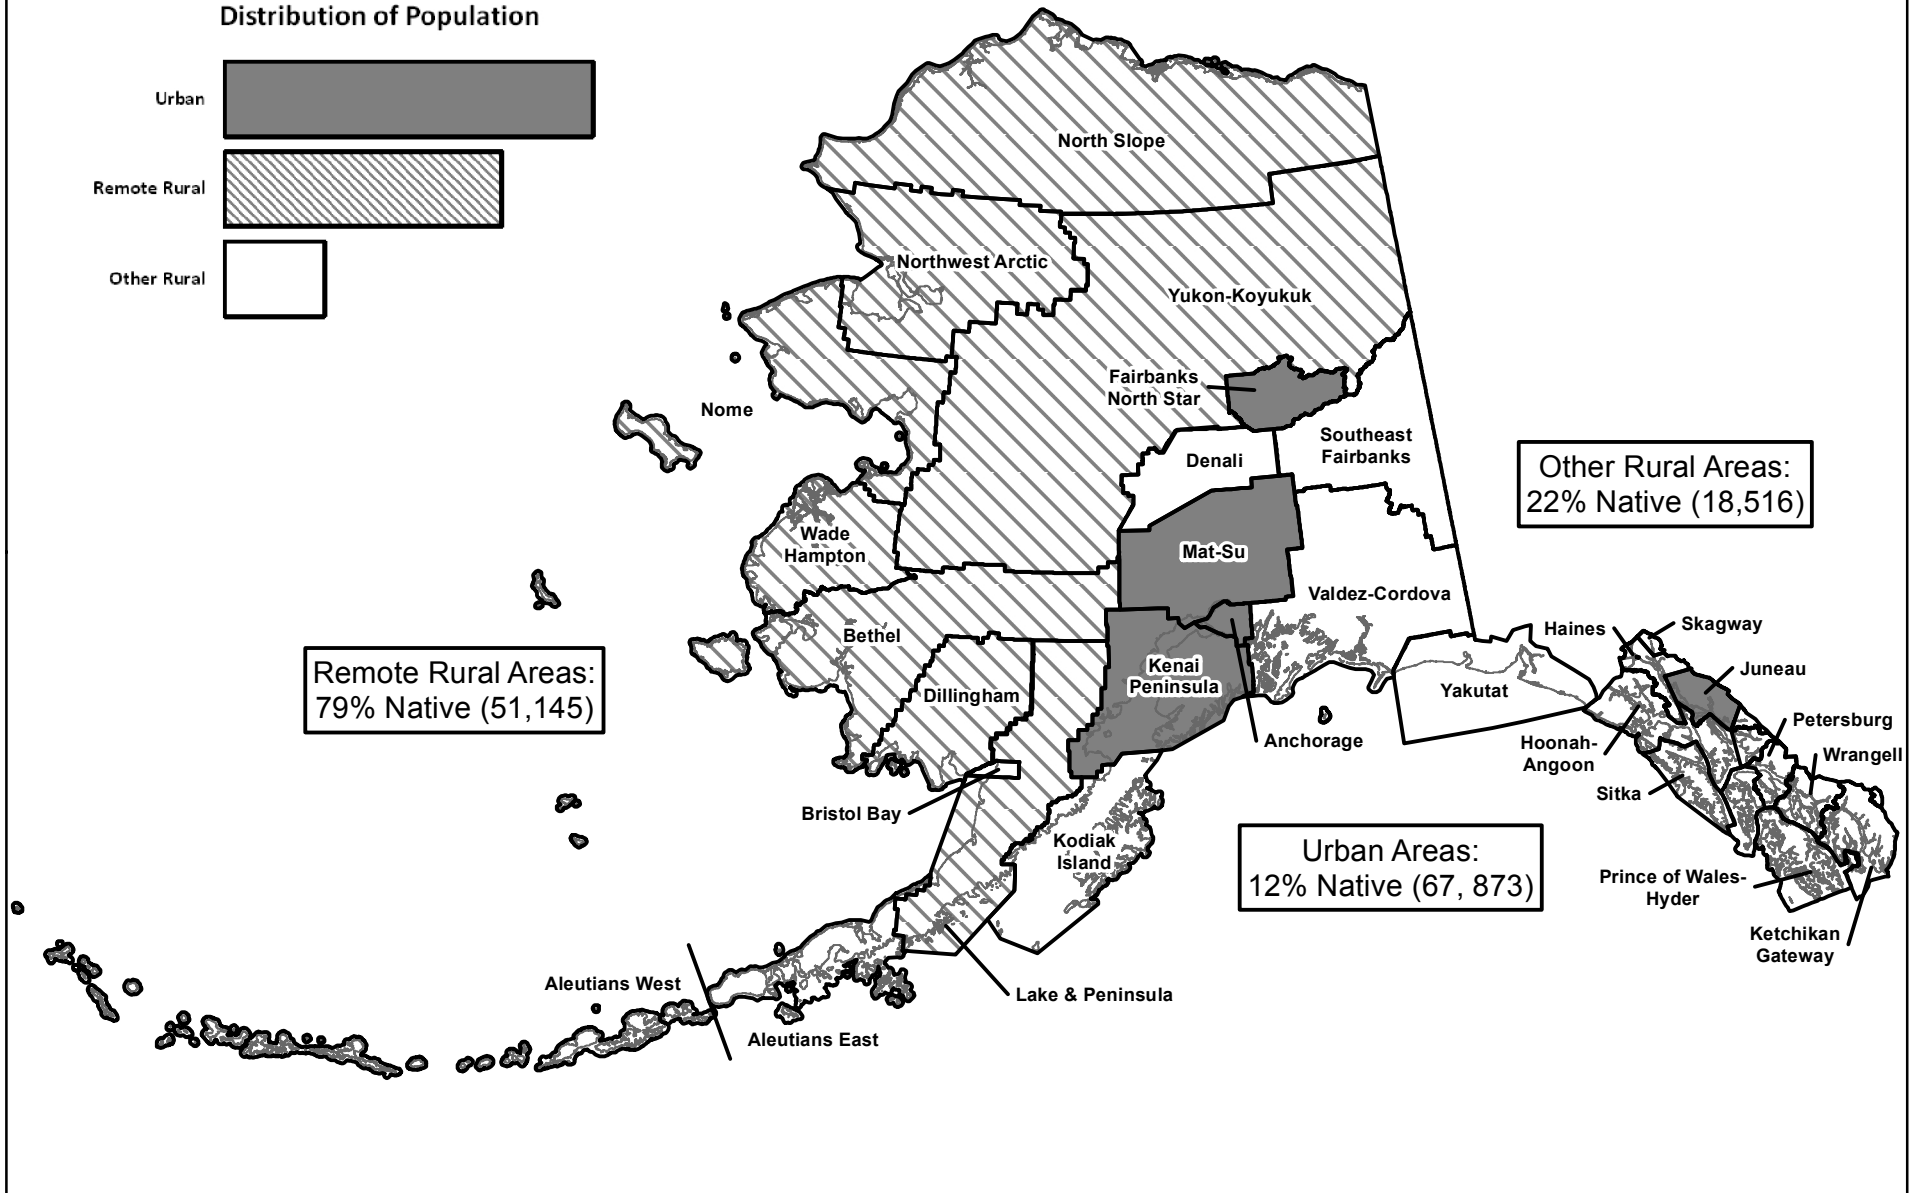 Distribution of Population
Urban
Remote Rural
Other Rural
North Slope
Northwest Arctic
Yukon-Koyukuk
Fairbanks
North Star
Nome
Southeast
Fairbanks
Denali
Other Rural Areas:
22% Native (18,516)
Wade
Hampton
Mat-Su
Valdez-Cordova
Bethel
Haines
Skagway
Remote Rural Areas:
79% Native (51,145)
Dillingham
Kenai
Peninsula
Yakutat
Juneau
Petersburg
Anchorage
Hoonah-
Angoon
Wrangell
Sitka
Bristol Bay
Kodiak
Island
Urban Areas:
12% Native (67, 873)
Prince of Wales-
Hyder
Ketchikan
Gateway
Aleutians West
Lake & Peninsula
Aleutians East